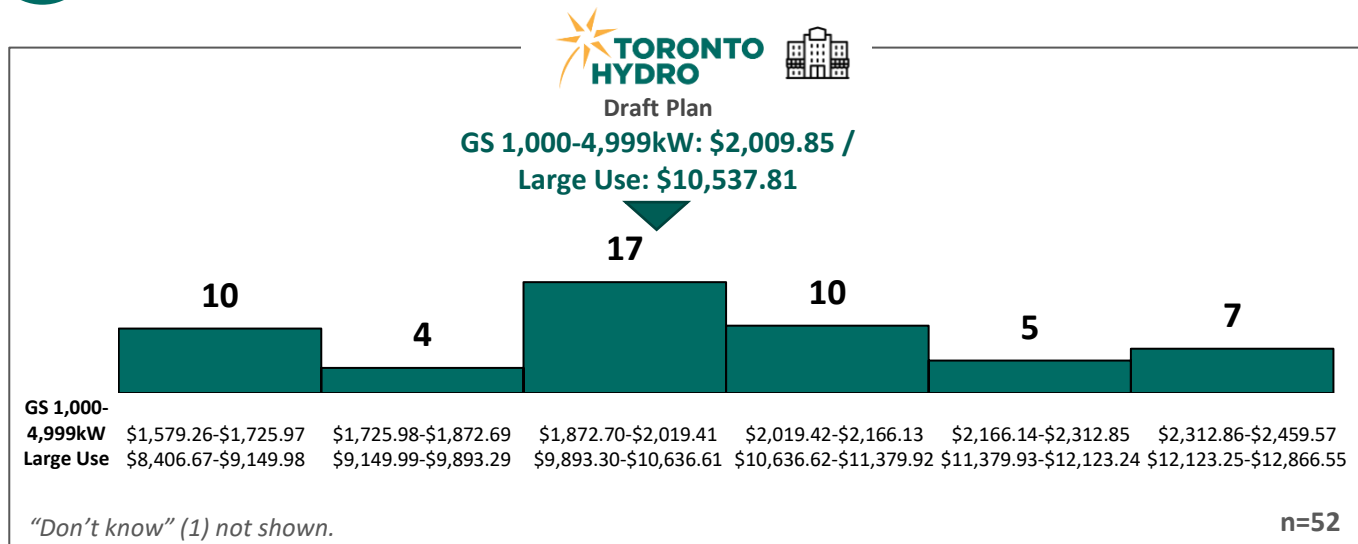 TORONTO
HYDRO
Draft Plan
GS 1,000-4,999kW: $2,009.85 /
Large Use: $10,537.81
10
4
17
10
5
7
GS 1,000-
4,999kW $1,579.26-$1,725.97 $1,725.98-$1,872.69 $1,872.70-$2,019.41 $2,019.42-$2,166.13 $2,166.14-$2,312.85 $2,312.86-$2,459.57
Large Use $8,406.67-$9,149.98 $9,149.99-$9,893.29 $9,893.30-$10,636.61 $10,636.62-$11,379.92 $11,379.93-$12,123.24 $12,123.25-$12,866.55
“Don’t know” (1) not shown.
n=52